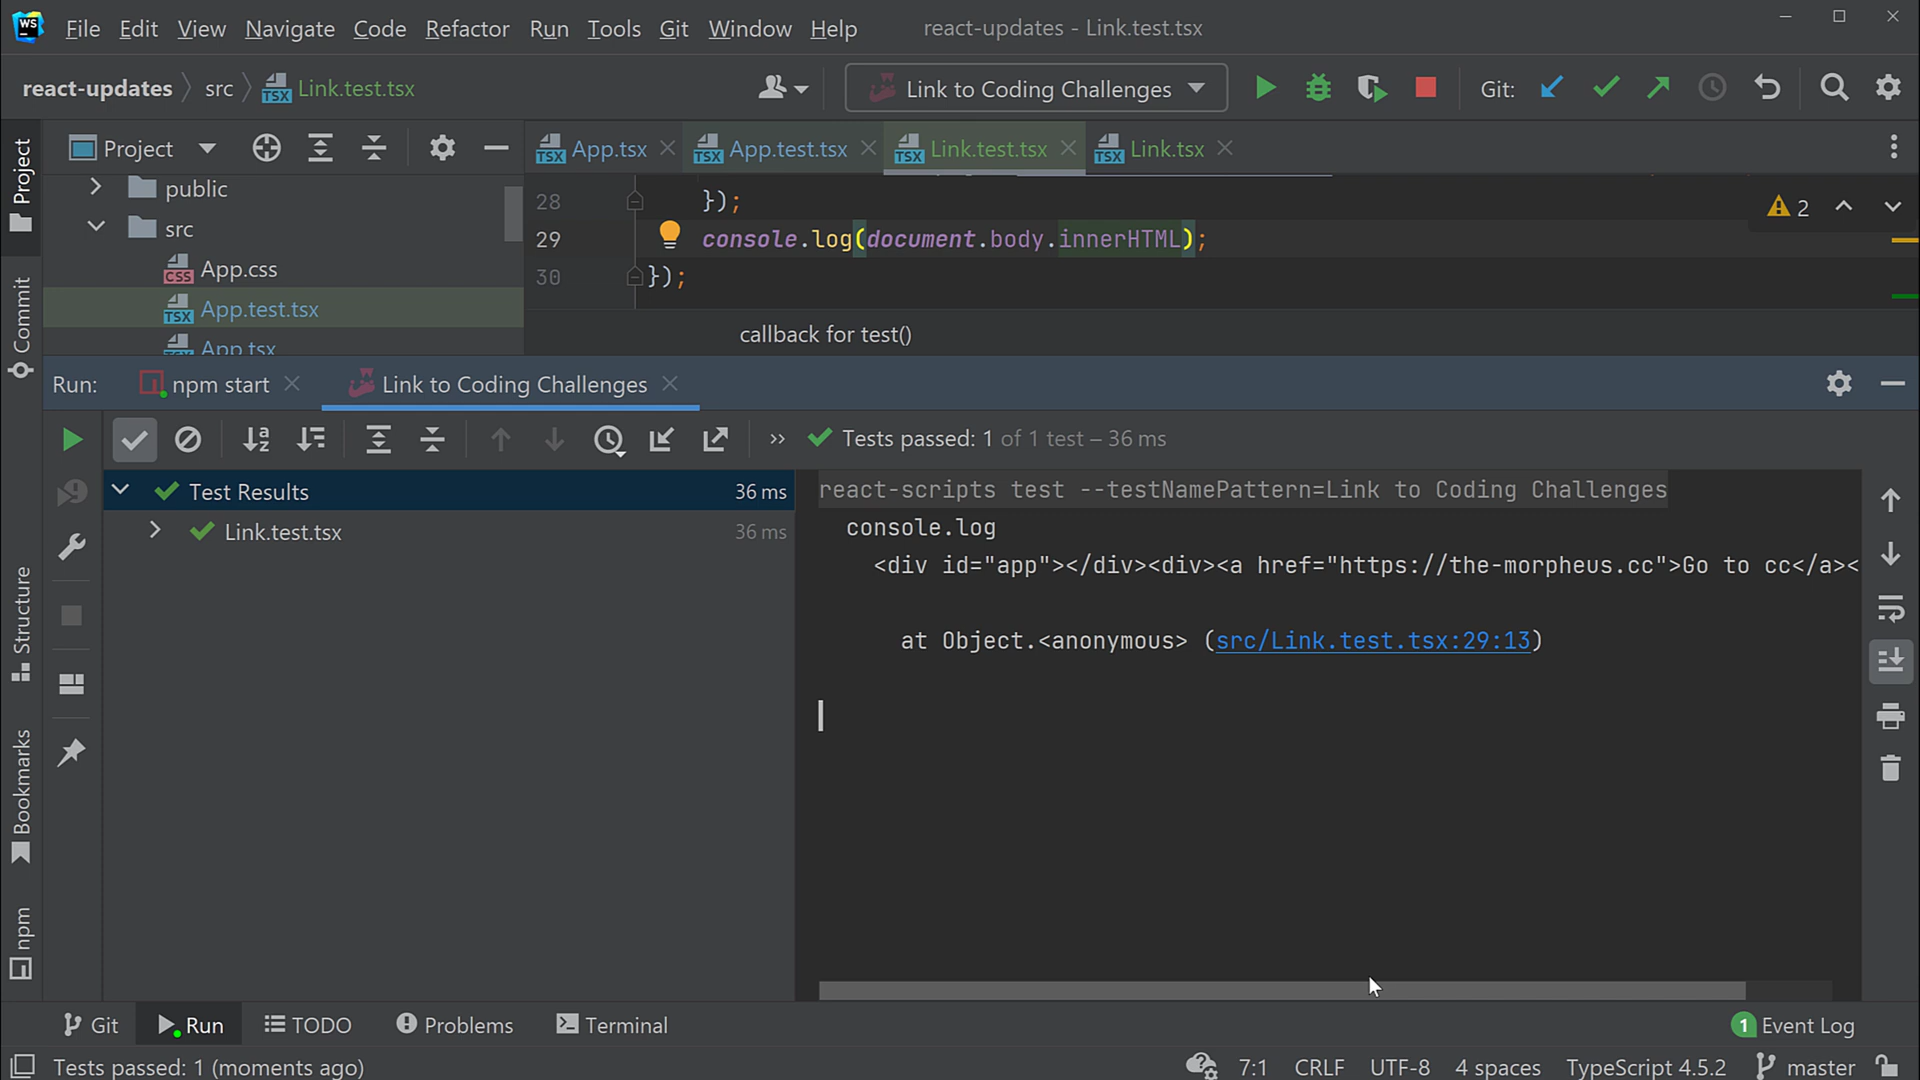 WS File Edit View Navigate Code Refactor Run Tools Git Window Help react-updates - Link.test.tsx
react-updates src Link.test.tsx Link to Coding Challenges Git:
Project App.tsx App.test.tsx Link.test.tsx Link.tsx
public
src
App.css
App.test.tsx
App.tsx
28 });
29 console.log(document.body.innerHTML);
30 });
2
callback for test()
Project
Commit
Structure
Bookmarks
npm
Run: npm start Link to Coding Challenges
Tests passed: 1 of 1 test – 36 ms
Test Results 36 ms
Link.test.tsx 36 ms
react-scripts test --testNamePattern=Link to Coding Challenges
console.log
<div id="app"></div><div><a href="https://the-morpheus.cc">Go to cc</a><
at Object.<anonymous> (src/Link.test.tsx:29:13)
Git Run TODO Problems Terminal 1 Event Log
Tests passed: 1 (moments ago) 7:1 CRLF UTF-8 4 spaces TypeScript 4.5.2 master